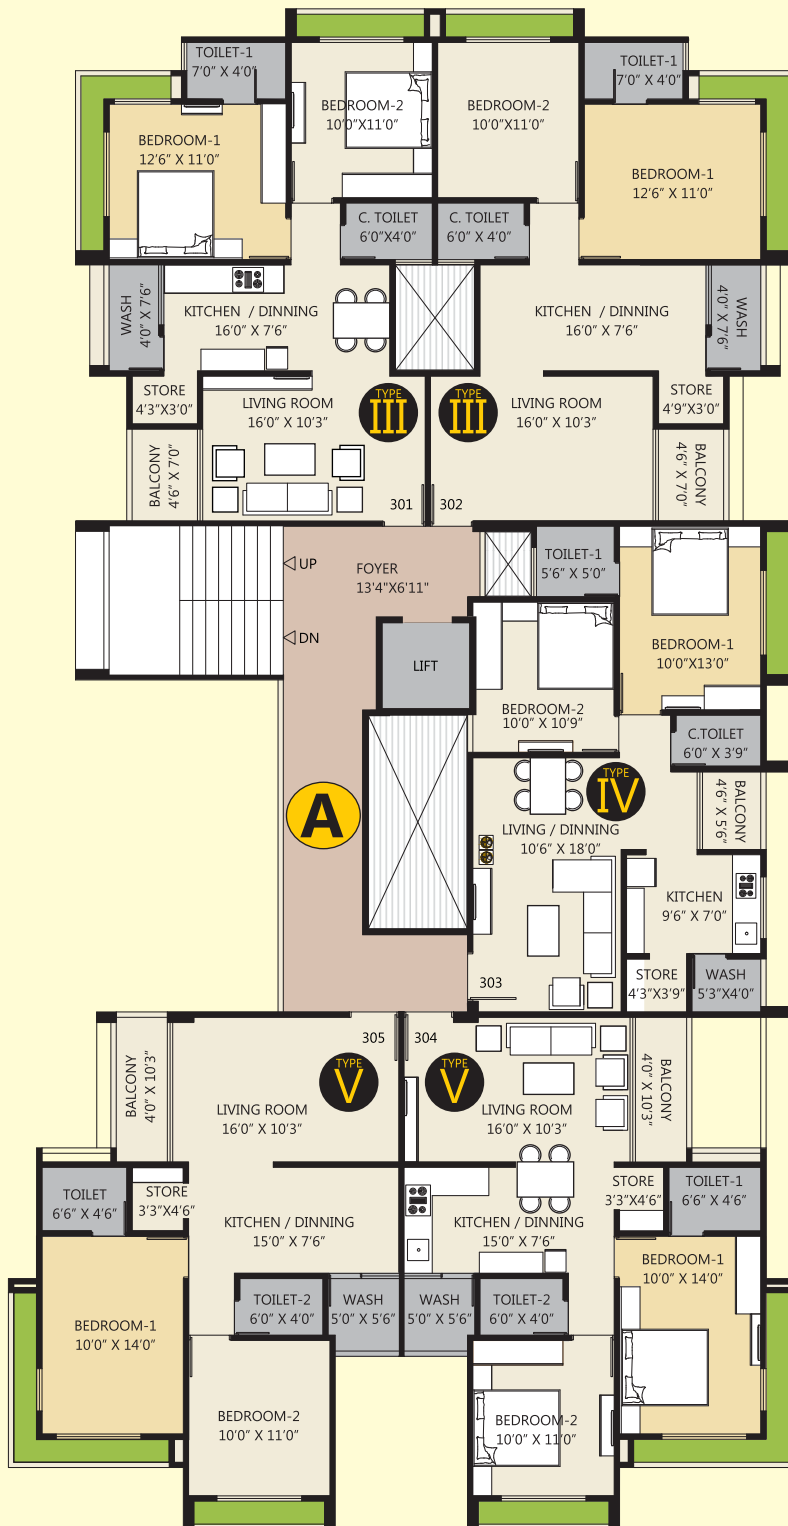 TOILET-1
7'0" X 4'0"
BEDROOM-2
10'0"X11'0"
BEDROOM-2
10'0"X11'0"
TOILET-1
7'0" X 4'0"
BEDROOM-1
12'6" X 11'0"
BEDROOM-1
12'6" X 11'0"
C. TOILET
6'0"X4'0"
C. TOILET
6'0" X 4'0"
WASH
4'0" X 7'6"
KITCHEN / DINNING
16'0" X 7'6"
KITCHEN / DINNING
16'0" X 7'6"
WASH
4'0" X 7'6"
STORE
4'3"X3'0"
LIVING ROOM
16'0" X 10'3"
TYPE
III
TYPE
III
LIVING ROOM
16'0" X 10'3"
STORE
4'9"X3'0"
BALCONY
4'6" X 7'0"
BALCONY
4'6" X 7'0"
301
302
UP
DN
FOYER
13'4"X6'11"
TOILET-1
5'6" X 5'0"
LIFT
BEDROOM-1
10'0"X13'0"
BEDROOM-2
10'0" X 10'9"
C.TOILET
6'0" X 3'9"
A
TYPE
IV
LIVING / DINNING
10'6" X 18'0"
BALCONY
4'6" X 5'6"
KITCHEN
9'6" X 7'0"
303
STORE
4'3"X3'9"
WASH
5'3"X4'0"
305
304
BALCONY
4'0" X 10'3"
TYPE
V
TYPE
V
LIVING ROOM
16'0" X 10'3"
LIVING ROOM
16'0" X 10'3"
BALCONY
4'0" X 10'3"
TOILET
6'6" X 4'6"
STORE
3'3"X4'6"
KITCHEN / DINNING
15'0" X 7'6"
KITCHEN / DINNING
15'0" X 7'6"
STORE
3'3"X4'6"
TOILET-1
6'6" X 4'6"
BEDROOM-1
10'0" X 14'0"
TOILET-2
6'0" X 4'0"
WASH
5'0" X 5'6"
WASH
5'0" X 5'6"
TOILET-2
6'0" X 4'0"
BEDROOM-1
10'0" X 14'0"
BEDROOM-2
10'0" X 11'0"
BEDROOM-2
10'0" X 11'0"